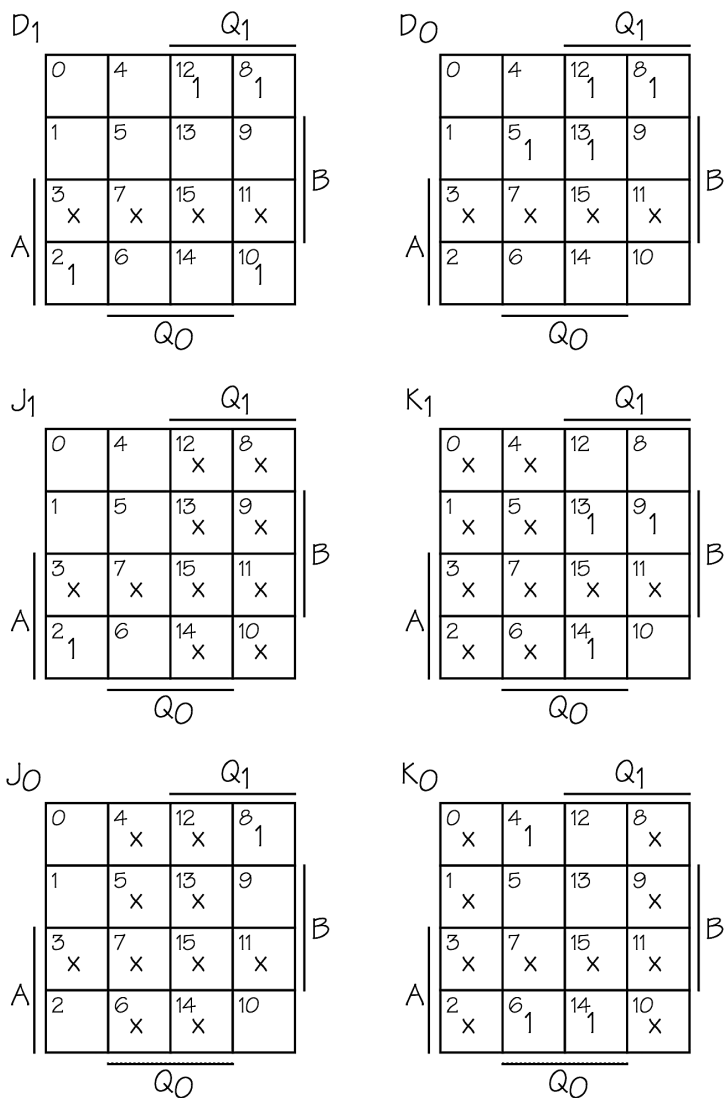 D1 Q1 D0 Q1
0 4 12 1 8 1 0 4 12 1 8 1
1 5 13 9 1 5 1 13 1 9
B B
3 x 7 x 15 x 11 x 3 x 7 x 15 x 11 x
A A
2 1 6 14 10 1 2 6 14 10
Q0 Q0
J1 Q1 K1 Q1
0 4 12 x 8 x 0 x 4 x 12 8
1 5 13 x 9 x 1 x 5 x 13 1 9 1
B B
3 x 7 x 15 x 11 x 3 x 7 x 15 x 11 x
A A
2 1 6 14 x 10 x 2 x 6 x 14 1 10
Q0 Q0
J0 Q1 K0 Q1
0 4 x 12 x 8 1 0 x 4 1 12 8 x
1 5 x 13 x 9 1 x 5 13 9 x
B B
3 x 7 x 15 x 11 x 3 x 7 x 15 x 11 x
A A
2 6 x 14 x 10 2 x 6 1 14 1 10 x
Q0 Q0